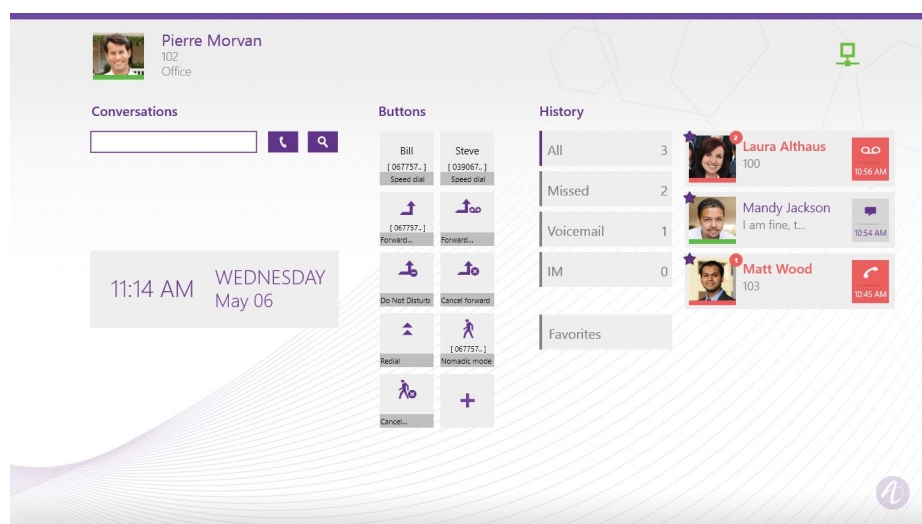 Pierre Morvan
102
Office
Conversations
Buttons
History
Bill
[ 067757.. ]
Speed dial
Steve
[ 039067.. ]
Speed dial
[ 067757.. ]
Forward...
Forward...
Do Not Disturb
Cancel forward
Redial
[ 067757.. ]
Nomadic mode
Cancel...
11:14 AM
WEDNESDAY
May 06
All 3
Missed 2
Voicemail 1
IM 0
Favorites
2
Laura Althaus
100
10:56 AM
Mandy Jackson
I am fine, t...
10:54 AM
1
Matt Wood
103
10:45 AM